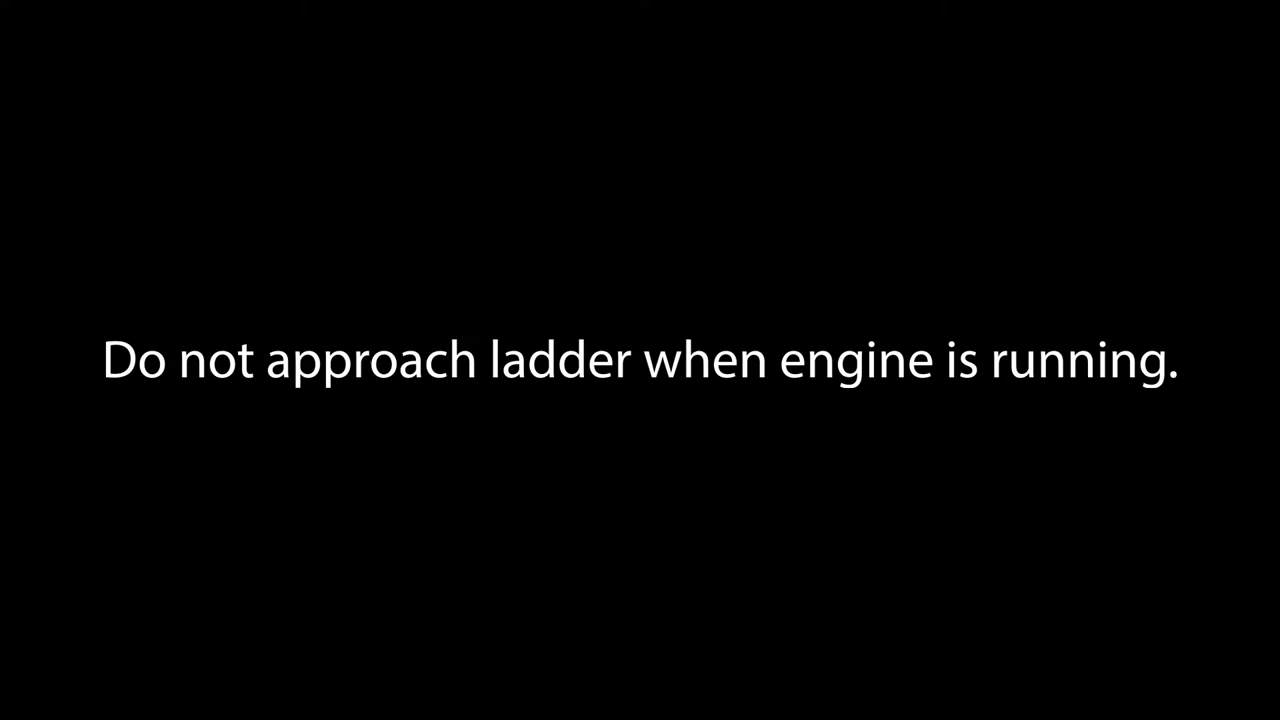 Do not approach ladder when engine is running.